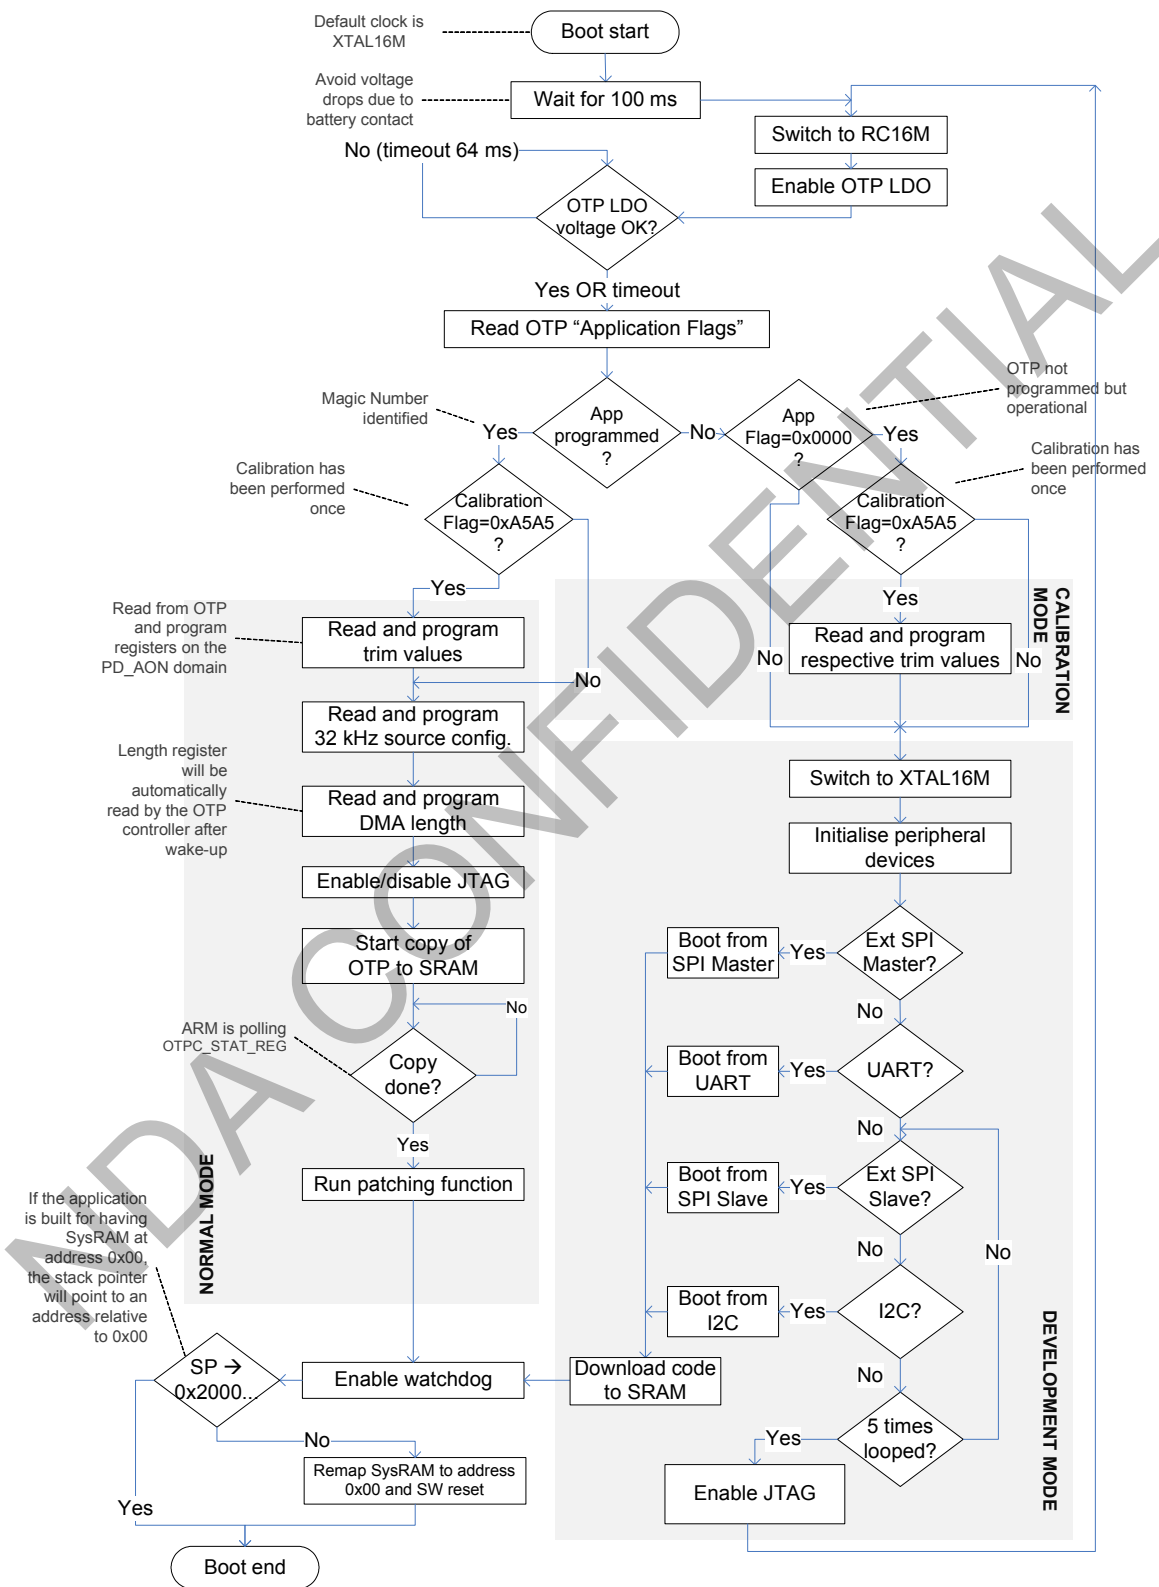 Default clock is
XTAL16M
Boot start
Avoid voltage
drops due to
battery contact
Wait for 100 ms
Switch to RC16M
No (timeout 64 ms)
Enable OTP LDO
OTP LDO
voltage OK?
Yes OR timeout
Read OTP “Application Flags”
Magic Number
identified
Yes
App
programmed
?
No
App
Flag=0x0000
?
Yes
OTP not
programmed but
operational
Calibration has
been performed
once
Calibration
Flag=0xA5A5
?
Calibration
Flag=0xA5A5
?
Calibration has
been performed
once
Yes
Yes
CALIBRATION
MODE
Read from OTP
and program
registers on the
PD_AON domain
Read and program
trim values
No
No
Read and program
respective trim values
No
Read and program
32 kHz source config.
Length register
will be
automatically
read by the OTP
controller after
wake-up
Read and program
DMA length
Switch to XTAL16M
Initialise peripheral
devices
Enable/disable JTAG
Start copy of
OTP to SRAM
Boot from
SPI Master
Yes
Ext SPI
Master?
No
No
ARM is polling
OTPC_STAT_REG
Copy
done?
Boot from
UART
Yes
UART?
No
Yes
Run patching function
Boot from
SPI Slave
Yes
Ext SPI
Slave?
No
No
NORMAL MODE
If the application
is built for having
SysRAM at
address 0x00,
the stack pointer
will point to an
address relative
to 0x00
Boot from
I2C
Yes
I2C?
No
SP →
0x2000...
Enable watchdog
Download code
to SRAM
DEVELOPMENT MODE
No
Yes
5 times
looped?
Remap SysRAM to address
0x00 and SW reset
Enable JTAG
Yes
Boot end
NDA CONFIDENTIAL